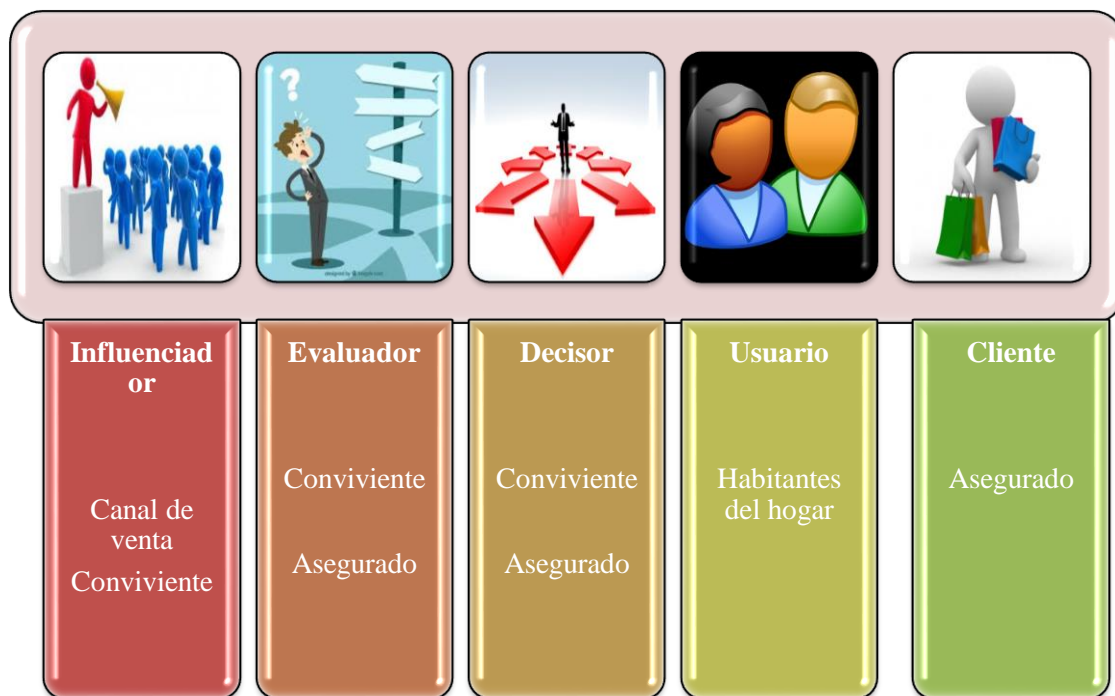 ?
Influenciad
or
Canal de
venta
Conviviente
Evaluador
Conviviente
Asegurado
Decisor
Conviviente
Asegurado
Usuario
Habitantes
del hogar
Cliente
Asegurado